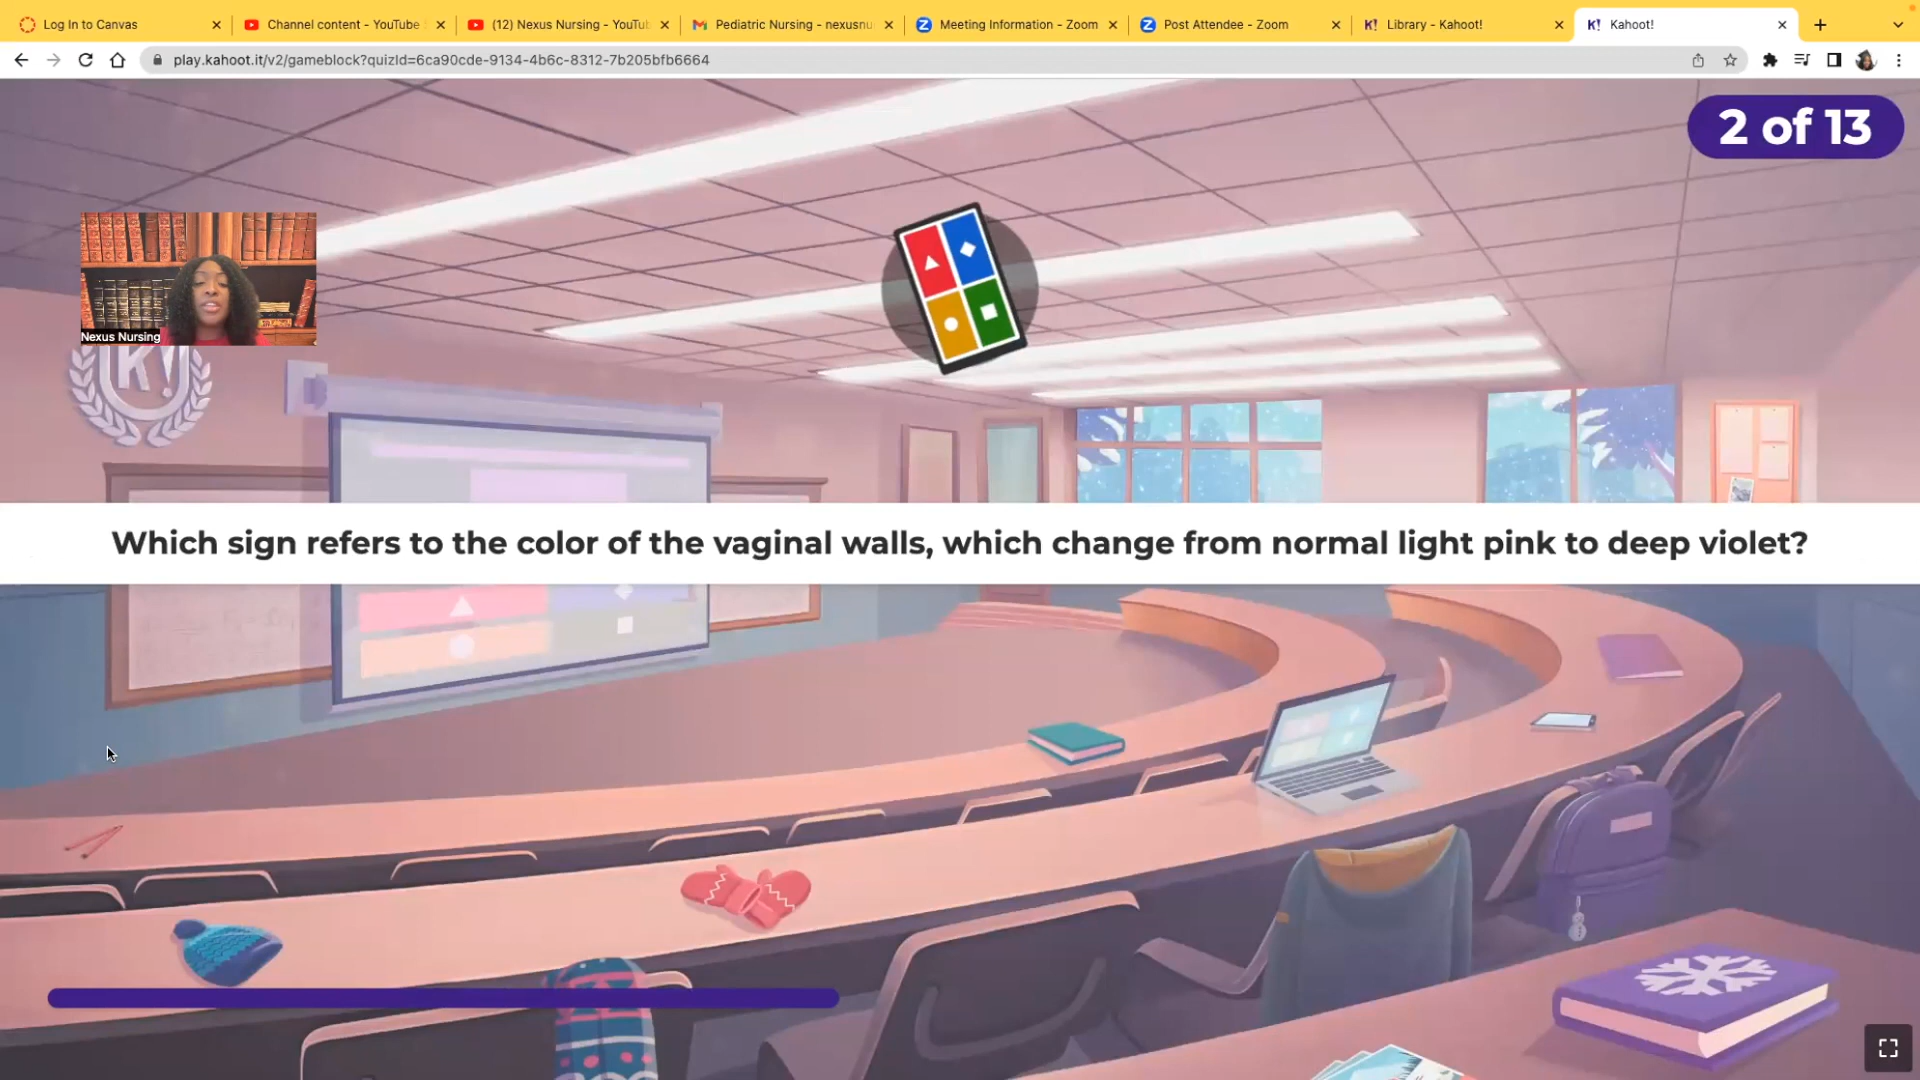 Log In to Canvas
Channel content - YouTube
(12) Nexus Nursing - YouTub
Pediatric Nursing - nexusnu
Meeting Information - Zoom
Post Attendee - Zoom
Library - Kahoot!
Kahoot!
play.kahoot.it/v2/gameblock?quizId=6ca90cde-9134-4b6c-8312-7b205bfb6664
2 of 13
Nexus Nursing
K!
Which sign refers to the color of the vaginal walls, which change from normal light pink to deep violet?